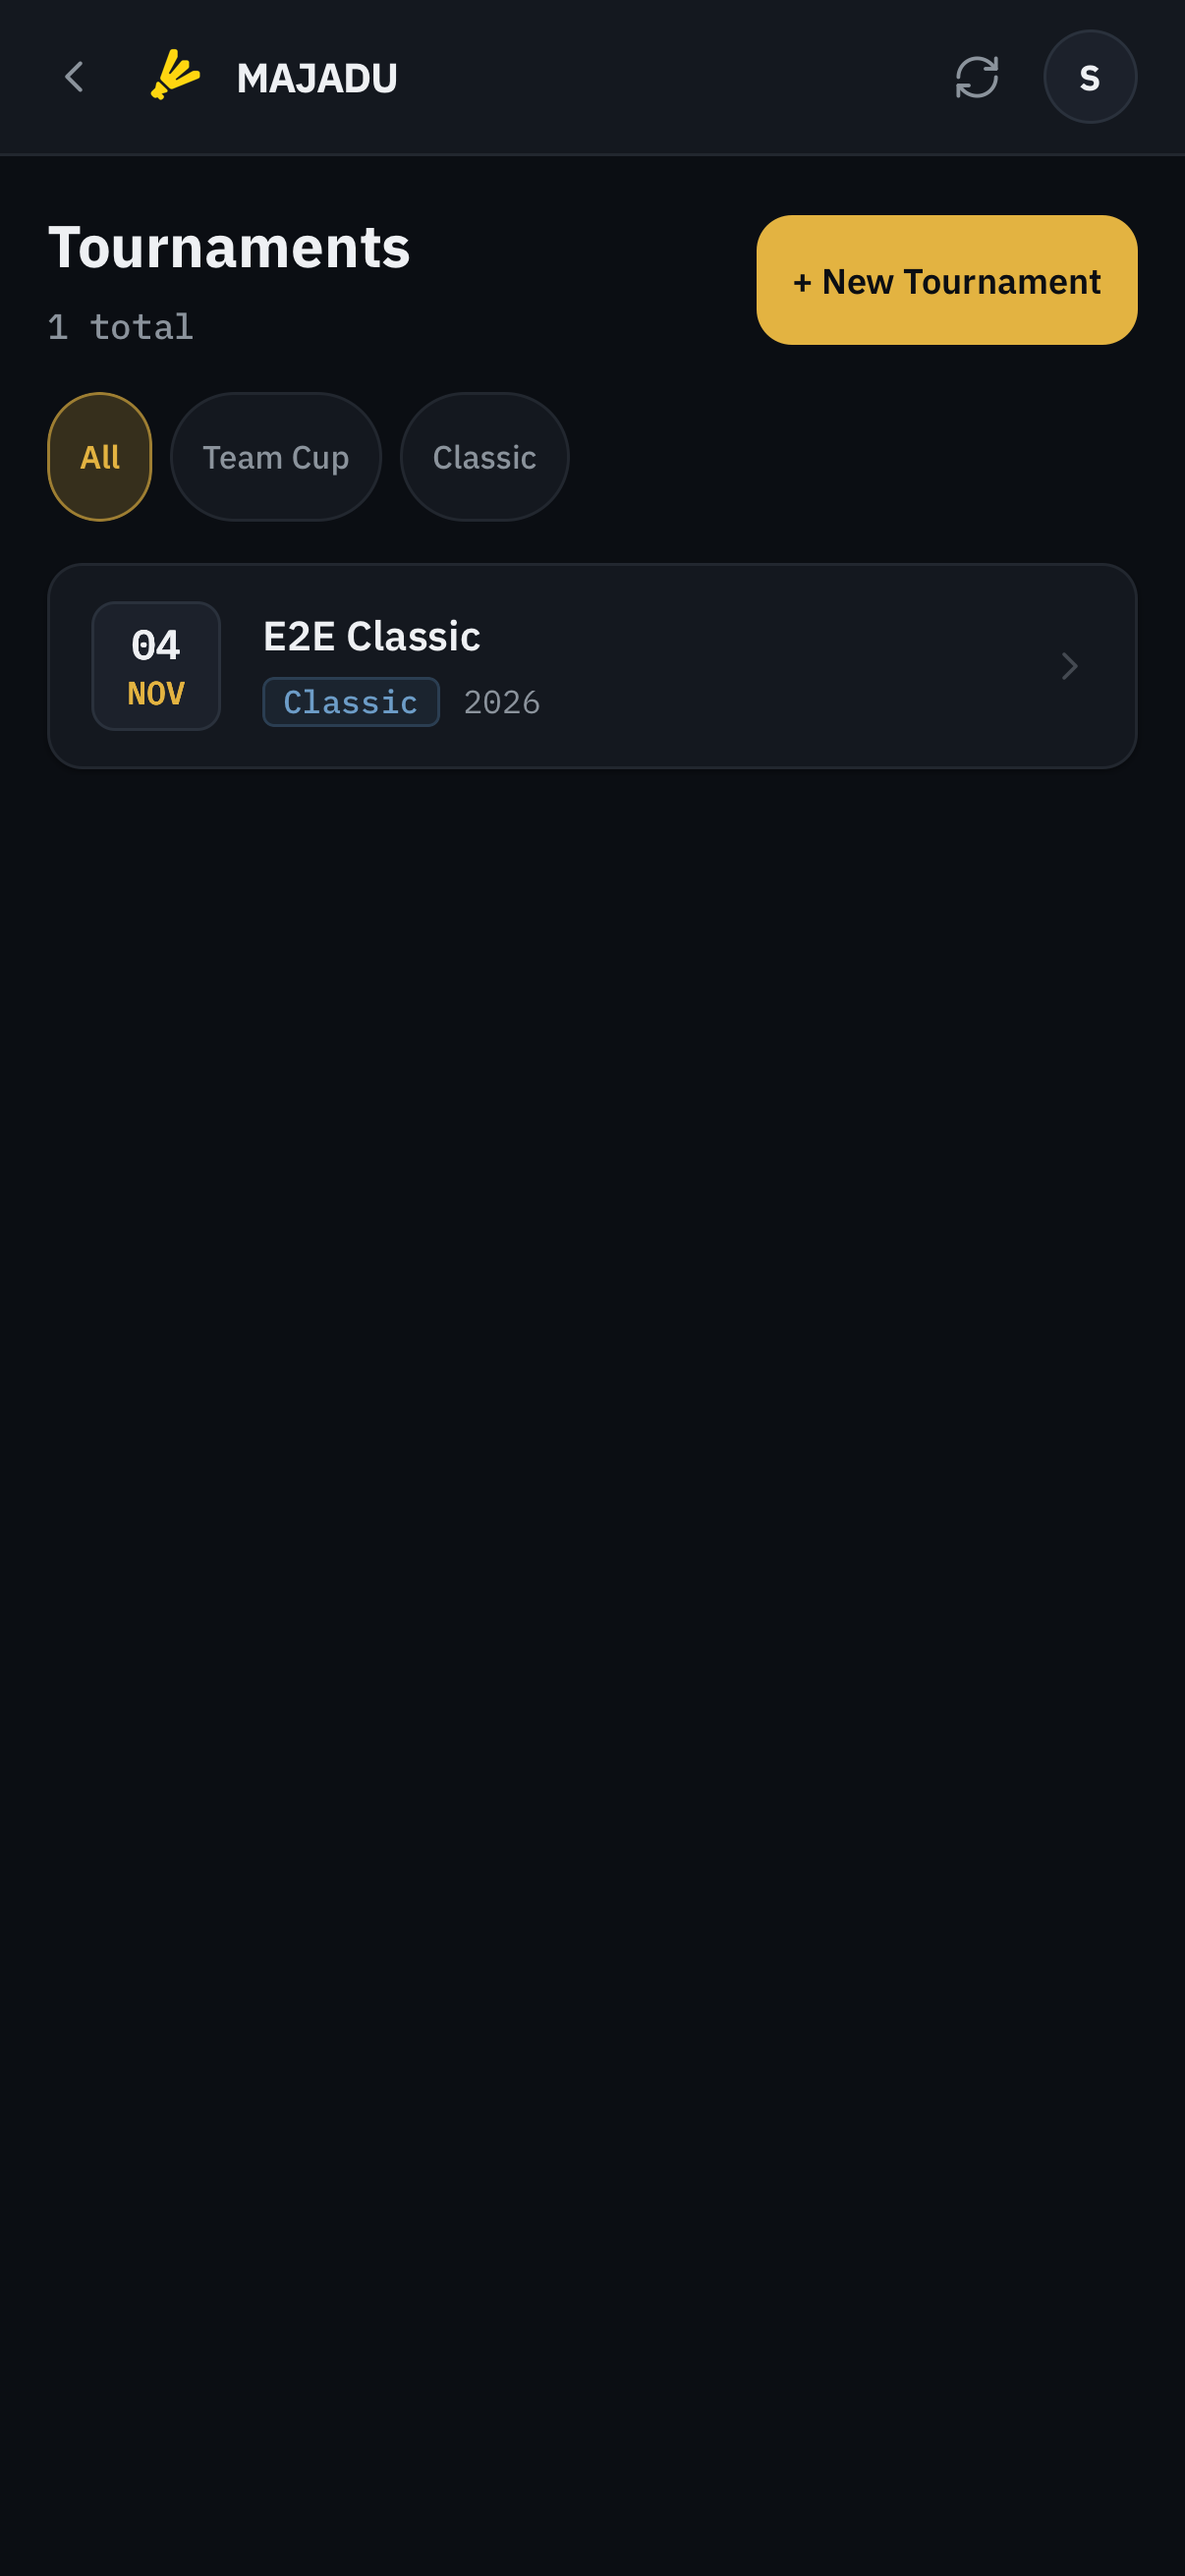 MAJADU
S
Tournaments
+ New Tournament
1 total
All
Team Cup
Classic
04
NOV
E2E Classic
Classic
2026